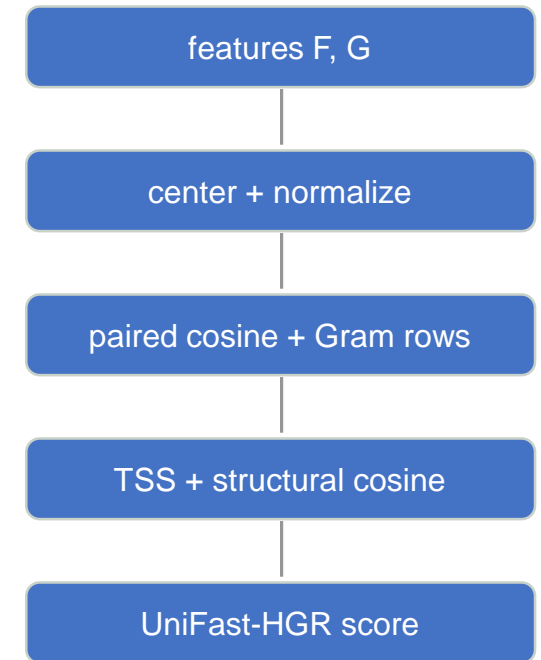 features F, G
center + normalize
paired cosine + Gram rows
TSS + structural cosine
UniFast-HGR score